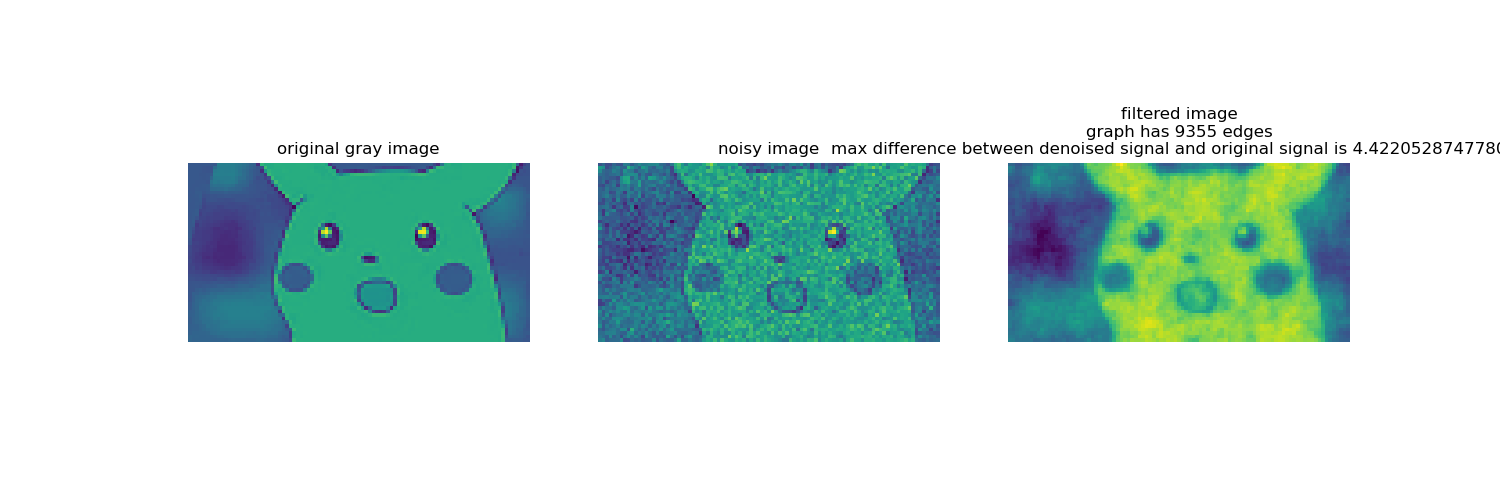 original gray image
noisy image
filtered image
graph has 9355 edges
max difference between denoised signal and original signal is 4.4220528747780